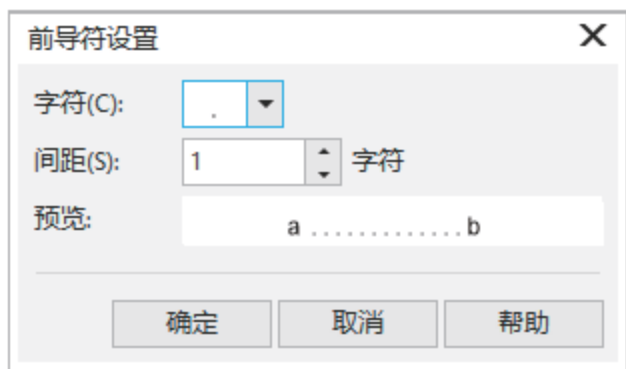 前导符设置
字符(C): .
间距(S): 1 字符
预览: a .............b
确定 取消 帮助